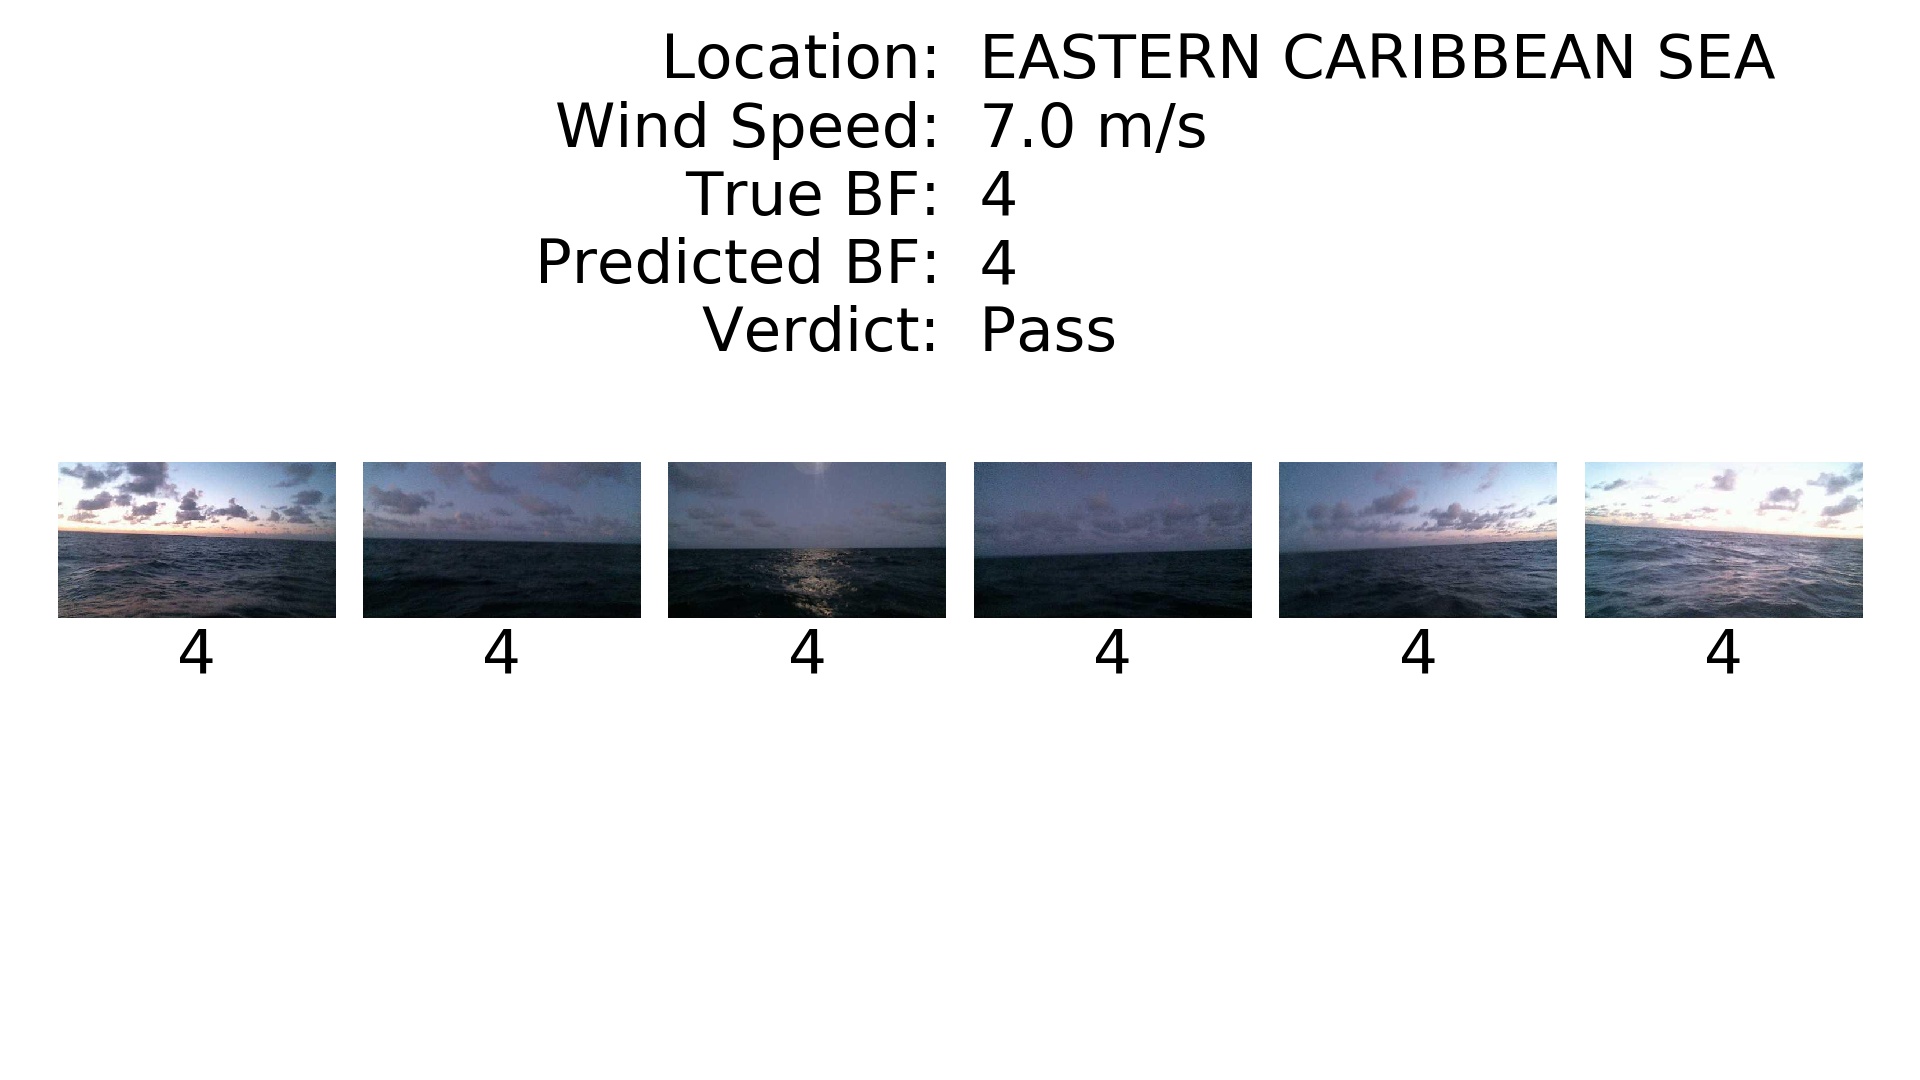 Location: EASTERN CARIBBEAN SEA
Wind Speed: 7.0 m/s
True BF: 4
Predicted BF: 4
Verdict: Pass
4 4 4 4 4 4